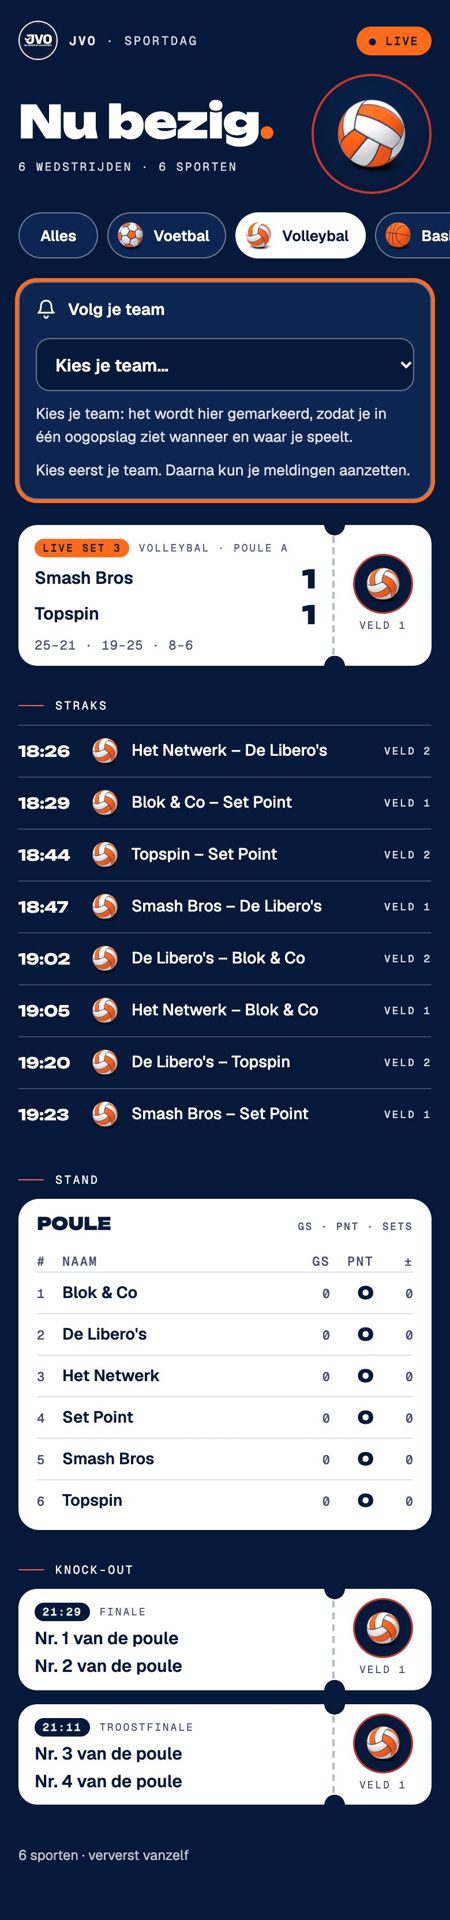 JVO
JVO · SPORTDAG
● LIVE
Nu bezig.
6 WEDSTRIJDEN · 6 SPORTEN
Alles
Voetbal
Volleybal
Bas
Volg je team
Kies je team...
Kies je team: het wordt hier gemarkeerd, zodat je in
één oogopslag ziet wanneer en waar je speelt.
Kies eerst je team. Daarna kun je meldingen aanzetten.
LIVE SET 3 VOLLEYBAL · POULE A
Smash Bros 1
Topspin 1
25–21 · 19–25 · 8–6
VELD 1
STRAKS
18:26 Het Netwerk – De Libero's VELD 2
18:29 Blok & Co – Set Point VELD 1
18:44 Topspin – Set Point VELD 2
18:47 Smash Bros – De Libero's VELD 1
19:02 De Libero's – Blok & Co VELD 2
19:05 Het Netwerk – Blok & Co VELD 1
19:20 De Libero's – Topspin VELD 2
19:23 Smash Bros – Set Point VELD 1
STAND
POULE GS · PNT · SETS
# NAAM GS PNT ±
1 Blok & Co 0 0 0
2 De Libero's 0 0 0
3 Het Netwerk 0 0 0
4 Set Point 0 0 0
5 Smash Bros 0 0 0
6 Topspin 0 0 0
KNOCK-OUT
21:29 FINALE
Nr. 1 van de poule
Nr. 2 van de poule
VELD 1
21:11 TROOSTFINALE
Nr. 3 van de poule
Nr. 4 van de poule
VELD 1
6 sporten · ververst vanzelf